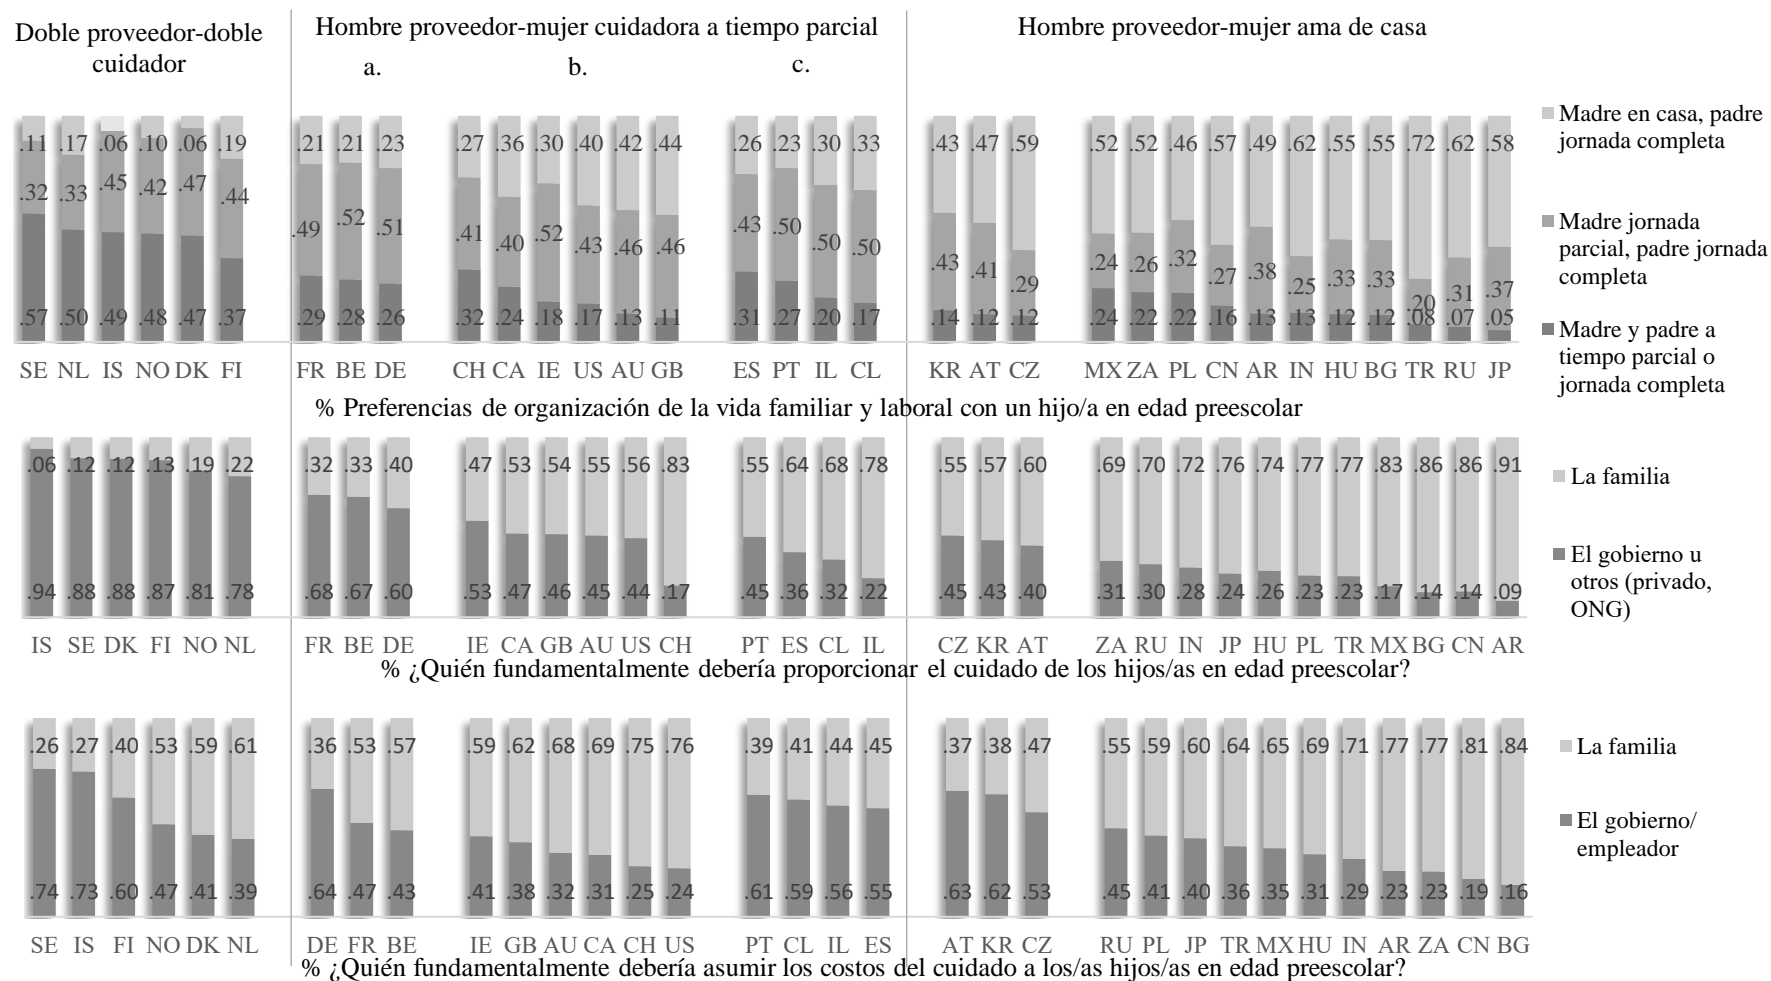 Doble proveedor-doble
cuidador
Hombre proveedor-mujer cuidadora a tiempo parcial
a. b. c.
Hombre proveedor-mujer ama de casa
.11 .17 .06 .10 .06 .19 .21 .21 .23 .27 .36 .30 .40 .42 .44 .26 .23 .30 .33 .43 .47 .59 .52 .52 .46 .57 .49 .62 .55 .55 .72 .62 .58
.32 .33 .45 .42 .47 .44 .49 .52 .51 .41 .40 .52 .43 .46 .46 .43 .50 .50 .50 .43 .41 .29 .24 .26 .32 .27 .38 .25 .33 .33 .20 .31 .37
.57 .50 .49 .48 .47 .37 .29 .28 .26 .32 .24 .18 .17 .13 .11 .31 .27 .20 .17 .14 .12 .12 .24 .22 .22 .16 .13 .13 .12 .12 .08 .07 .05
SE NL IS NO DK FI FR BE DE CH CA IE US AU GB ES PT IL CL KR AT CZ MX ZA PL CN AR IN HU BG TR RU JP
Madre en casa, padre
jornada completa
Madre jornada
parcial, padre jornada
completa
Madre y padre a
tiempo parcial o
jornada completa
% Preferencias de organización de la vida familiar y laboral con un hijo/a en edad preescolar
.06 .12 .12 .13 .19 .22 .32 .33 .40 .47 .53 .54 .55 .56 .83 .55 .64 .68 .78 .55 .57 .60 .69 .70 .72 .76 .74 .77 .77 .83 .86 .86 .91
.94 .88 .88 .87 .81 .78 .68 .67 .60 .53 .47 .46 .45 .44 .17 .45 .36 .32 .22 .45 .43 .40 .31 .30 .28 .24 .26 .23 .23 .17 .14 .14 .09
IS SE DK FI NO NL FR BE DE IE CA GB AU US CH PT ES CL IL CZ KR AT ZA RU IN JP HU PL TR MX BG CN AR
La familia
El gobierno u
otros (privado,
ONG)
% ¿Quién fundamentalmente debería proporcionar el cuidado de los hijos/as en edad preescolar?
.26 .27 .40 .53 .59 .61 .36 .53 .57 .59 .62 .68 .69 .75 .76 .39 .41 .44 .45 .37 .38 .47 .55 .59 .60 .64 .65 .69 .71 .77 .77 .81 .84
.74 .73 .60 .47 .41 .39 .64 .47 .43 .41 .38 .32 .31 .25 .24 .61 .59 .56 .55 .63 .62 .53 .45 .41 .40 .36 .35 .31 .29 .23 .23 .19 .16
SE IS FI NO DK NL DE FR BE IE GB AU CA CH US PT CL IL ES AT KR CZ RU PL JP TR MX HU IN AR ZA CN BG
La familia
El gobierno/
empleador
% ¿Quién fundamentalmente debería asumir los costos del cuidado a los/as hijos/as en edad preescolar?